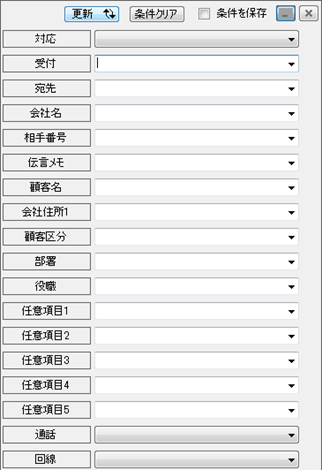 更新 条件クリア 条件を保存
対応
受付
宛先
会社名
相手番号
伝言メモ
顧客名
会社住所1
顧客区分
部署
役職
任意項目1
任意項目2
任意項目3
任意項目4
任意項目5
通話
回線